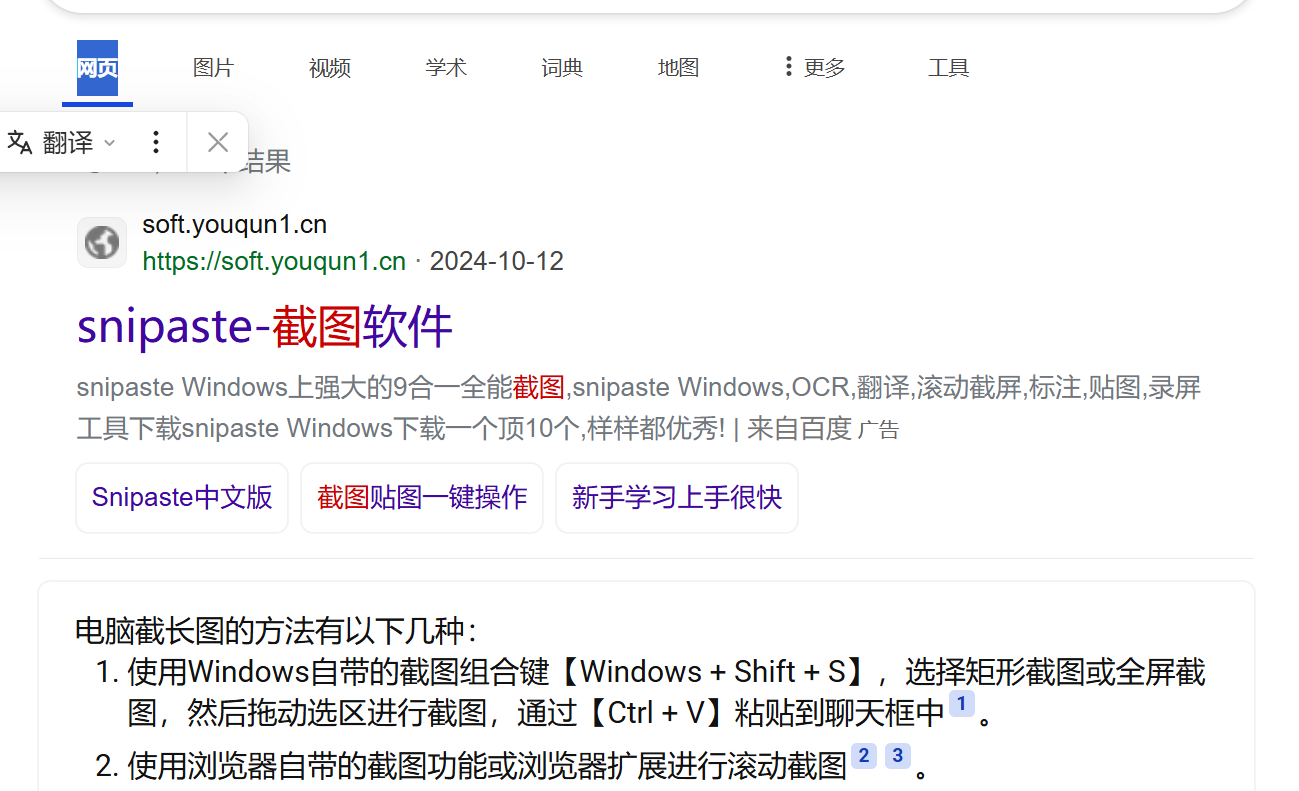 网页 图片 视频 学术 词典 地图 更多 工具
翻译
结果
soft.youqun1.cn
https://soft.youqun1.cn · 2024-10-12
snipaste-截图软件
snipaste Windows上强大的9合一全能截图,snipaste Windows,OCR,翻译,滚动截屏,标注,贴图,录屏
工具下载snipaste Windows下载一个顶10个,样样都优秀! | 来自百度 广告
Snipaste中文版 截图贴图一键操作 新手学习上手很快
电脑截长图的方法有以下几种：
1. 使用Windows自带的截图组合键【Windows + Shift + S】，选择矩形截图或全屏截
图，然后拖动选区进行截图，通过【Ctrl + V】粘贴到聊天框中 1 。
2. 使用浏览器自带的截图功能或浏览器扩展进行滚动截图 2 3 。